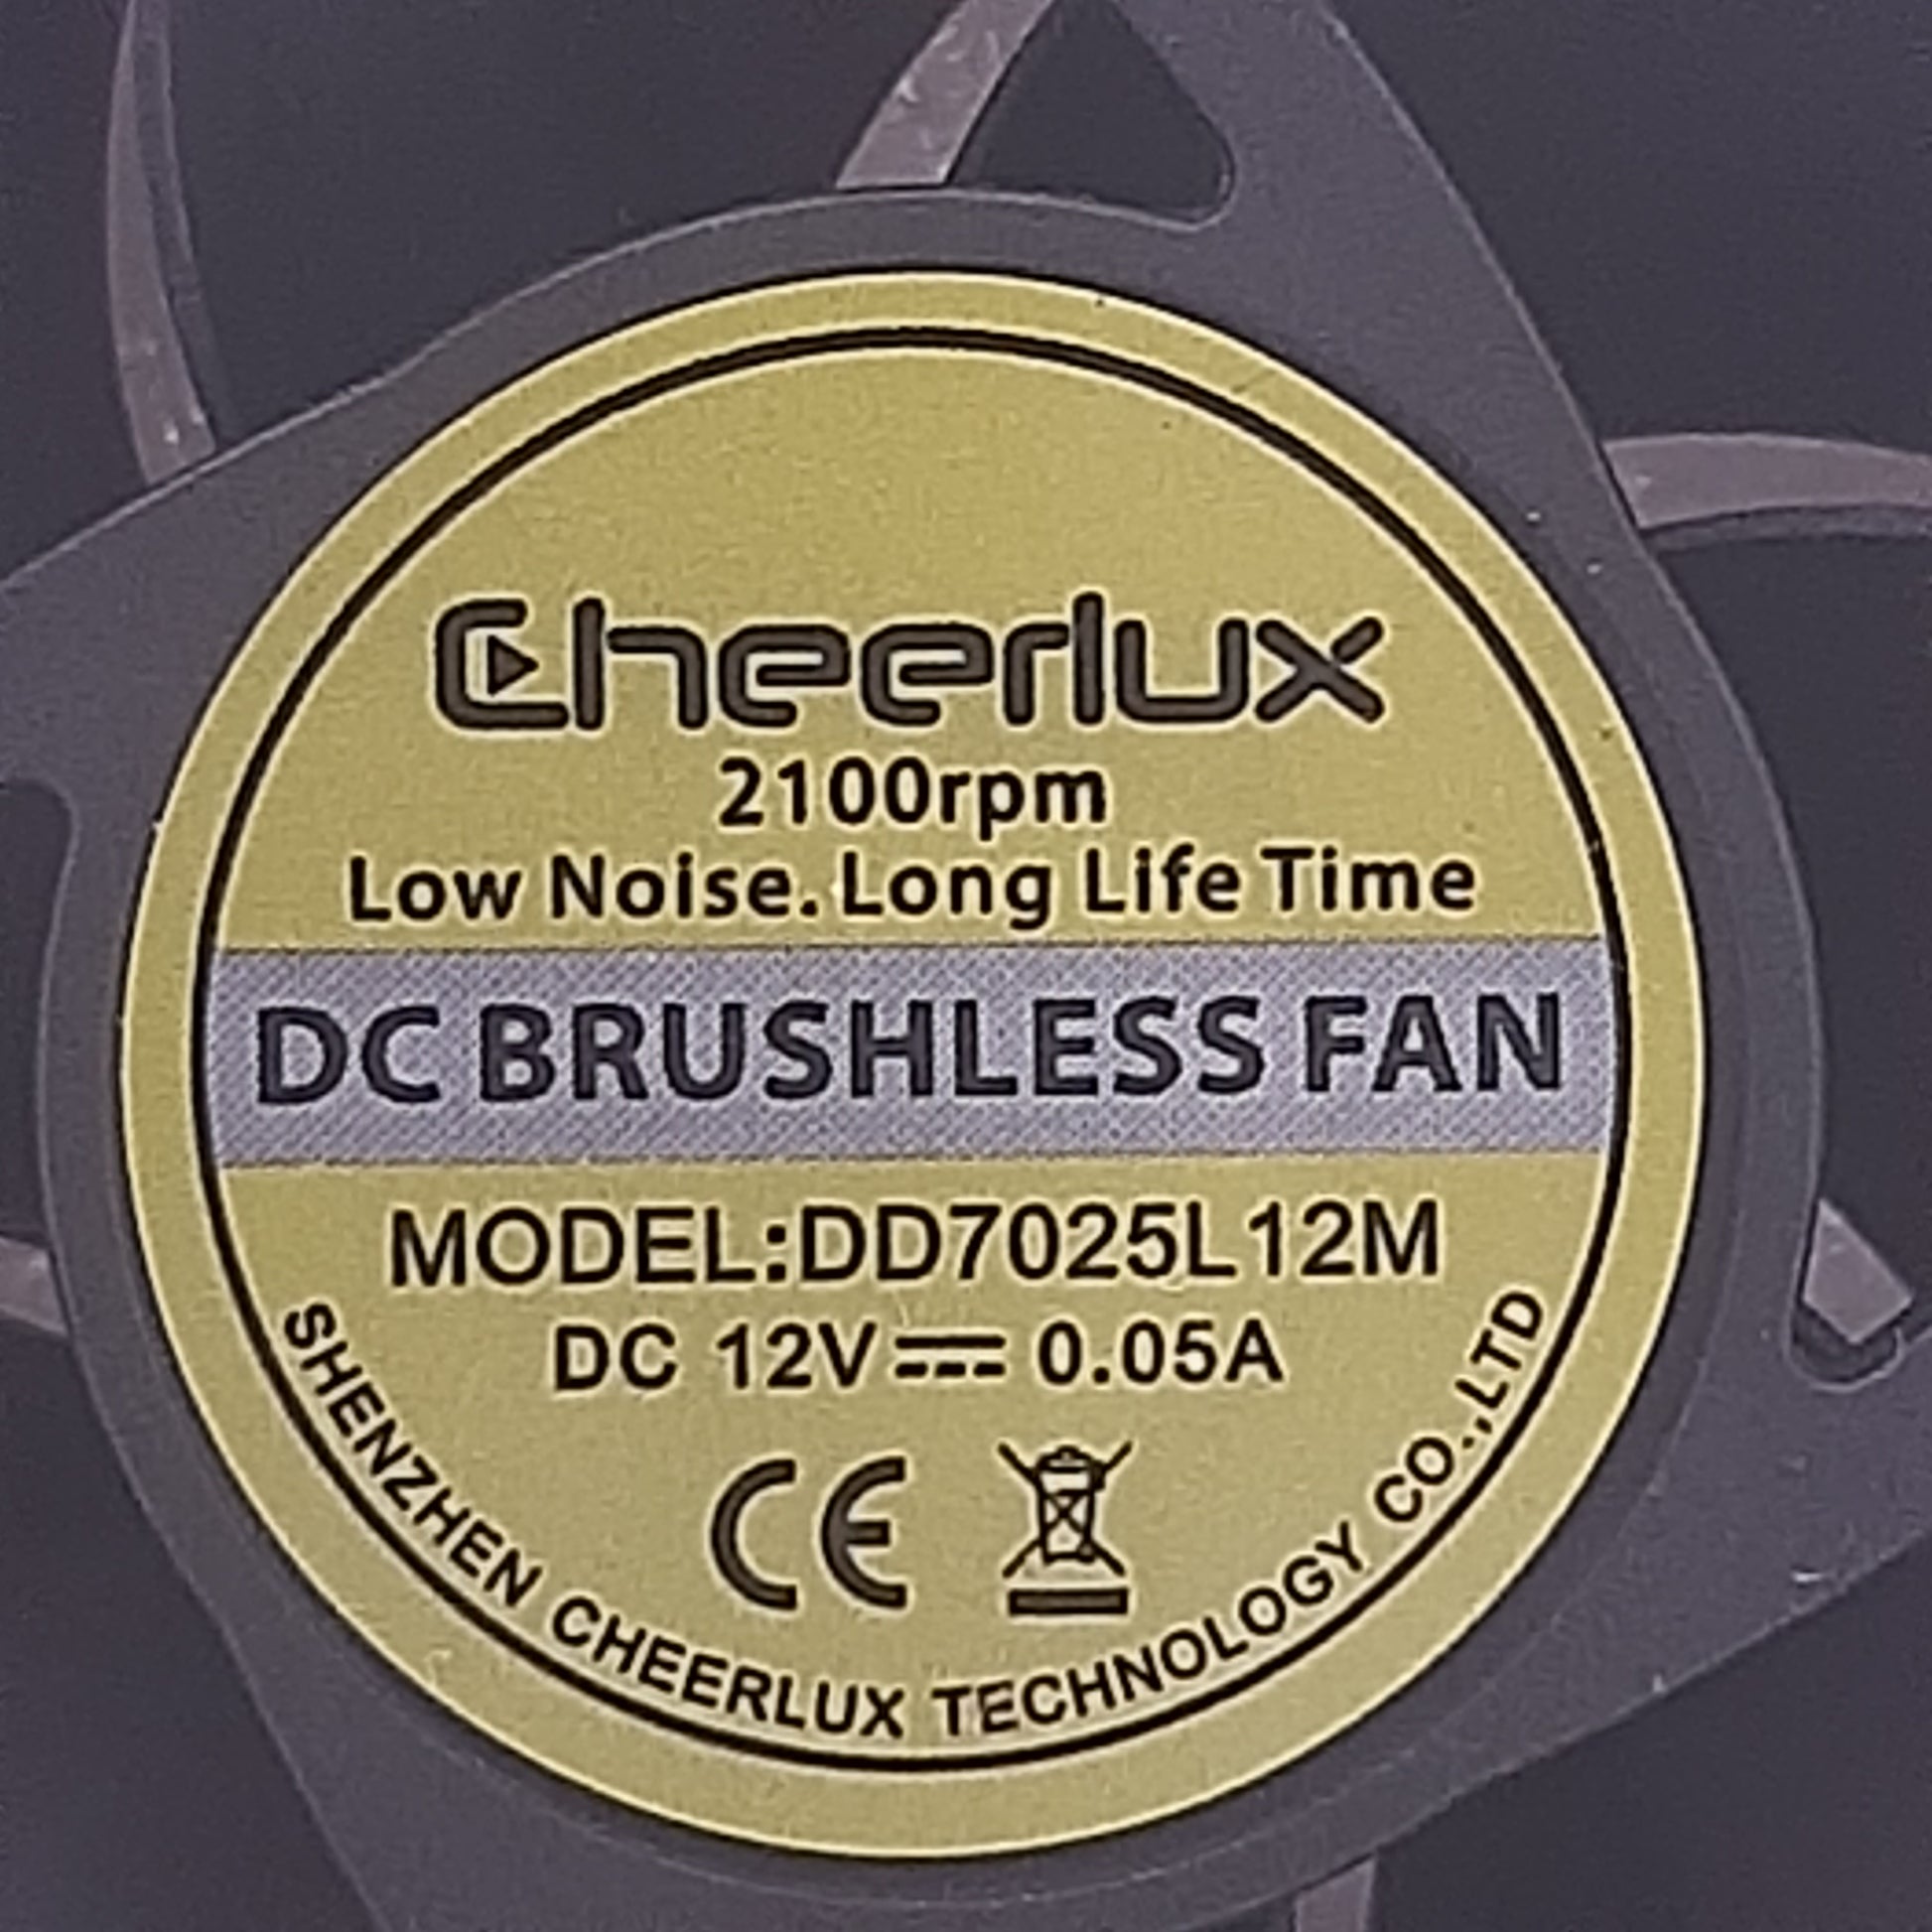 Cheerlux
2100rpm
Low Noise. Long Life Time
DC BRUSHLESS FAN
MODEL:DD7025L12M
DC 12V⎓0.05A
CE
SHENZHEN CHEERLUX TECHNOLOGY CO.,LTD